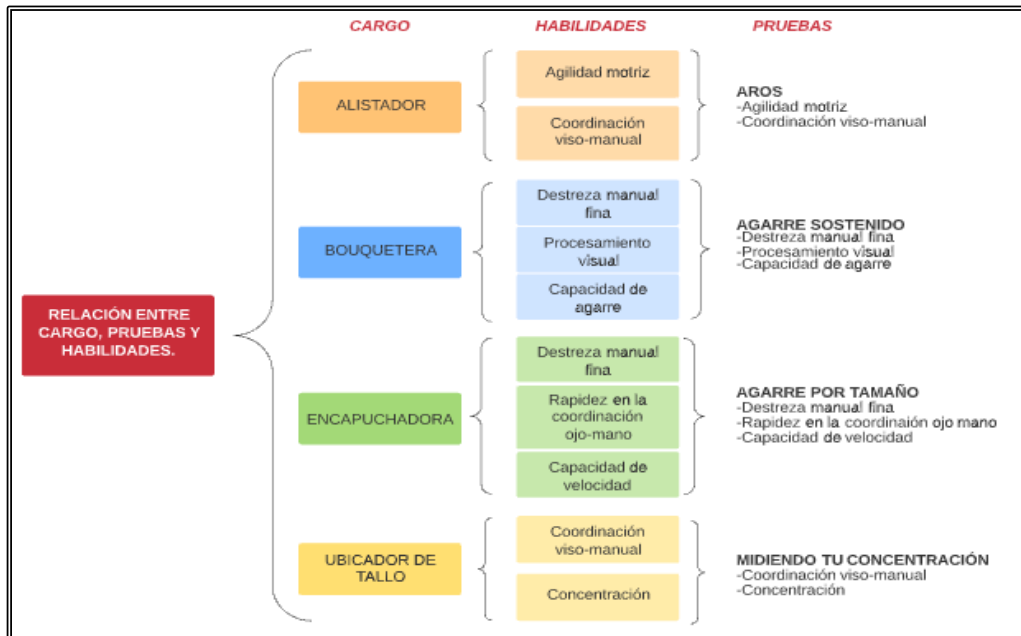 CARGO
HABILIDADES
PRUEBAS
RELACIÓN ENTRE
CARGO, PRUEBAS Y
HABILIDADES.
ALISTADOR
Agilidad motriz
Coordinación
viso-manual
AROS
-Agilidad motriz
-Coordinación viso-manual
BOUQUETERA
Destreza manual
fina
Procesamiento
visual
Capacidad de
agarre
AGARRE SOSTENIDO
-Destreza manual fina
-Procesamiento visual
-Capacidad de agarre
ENCAPUCHADORA
Destreza manual
fina
Rapidez en la
coordinación
ojo-mano
Capacidad de
velocidad
AGARRE POR TAMAÑO
-Destreza manual fina
-Rapidez en la coordinaión ojo mano
-Capacidad de velocidad
UBICADOR DE
TALLO
Coordinación
viso-manual
Concentración
MIDIENDO TU CONCENTRACIÓN
-Coordinación viso-manual
-Concentración